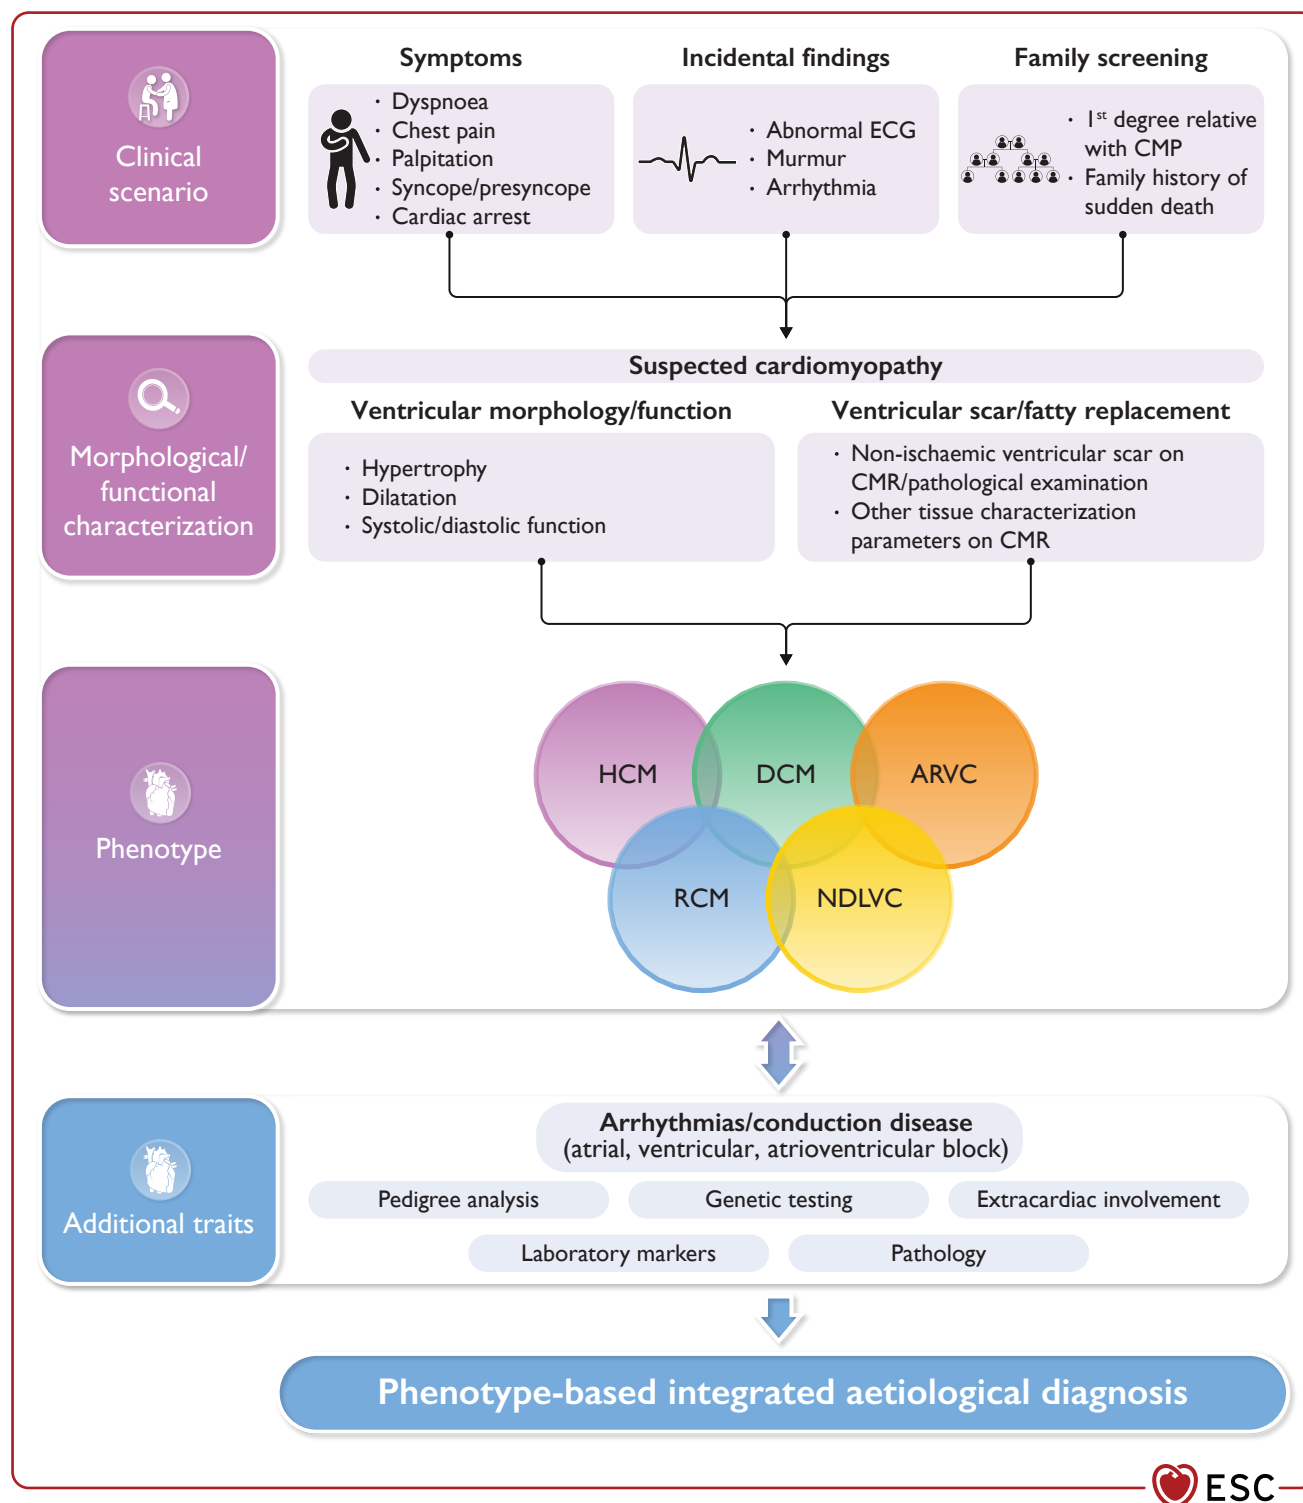 Clinical
scenario
Symptoms
· Dyspnoea
· Chest pain
· Palpitation
· Syncope/presyncope
· Cardiac arrest
Incidental findings
· Abnormal ECG
· Murmur
· Arrhythmia
Family screening
· 1st degree relative
with CMP
· Family history of
sudden death
Morphological/
functional
characterization
Suspected cardiomyopathy
Ventricular morphology/function
· Hypertrophy
· Dilatation
· Systolic/diastolic function
Ventricular scar/fatty replacement
· Non-ischaemic ventricular scar on
CMR/pathological examination
· Other tissue characterization
parameters on CMR
Phenotype
HCM
DCM
ARVC
RCM
NDLVC
Additional traits
Arrhythmias/conduction disease
(atrial, ventricular, atrioventricular block)
Pedigree analysis
Genetic testing
Extracardiac involvement
Laboratory markers
Pathology
Phenotype-based integrated aetiological diagnosis
ESC